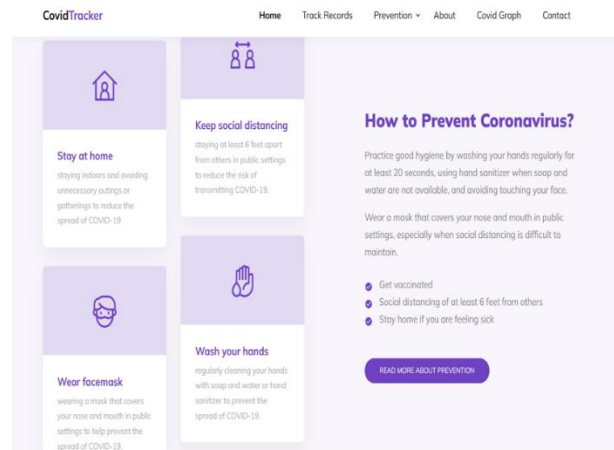 CovidTracker
Home Track Records Prevention About Covid Graph Contact
Stay at home
staying indoors and avoiding
unnecessary outings or
gatherings to reduce the
spread of COVID-19
Wear facemask
wearing a mask that covers
your nose and mouth in public
settings to help prevent the
spread of COVID-19.
Keep social distancing
staying at least 6 feet apart
from others in public settings
to reduce the risk of
transmitting COVID-19.
Wash your hands
regularly cleaning your hands
with soap and water or hand
sanitizer to prevent the
spread of COVID-19.
How to Prevent Coronavirus?
Practice good hygiene by washing your hands regularly for
at least 20 seconds, using hand sanitizer when soap and
water are not available, and avoiding touching your face.
Wear a mask that covers your nose and mouth in public
settings, especially when social distancing is difficult to
maintain.
Get vaccinated
Social distancing of at least 6 feet from others
Stay home if you are feeling sick
READ MORE ABOUT PREVENTION